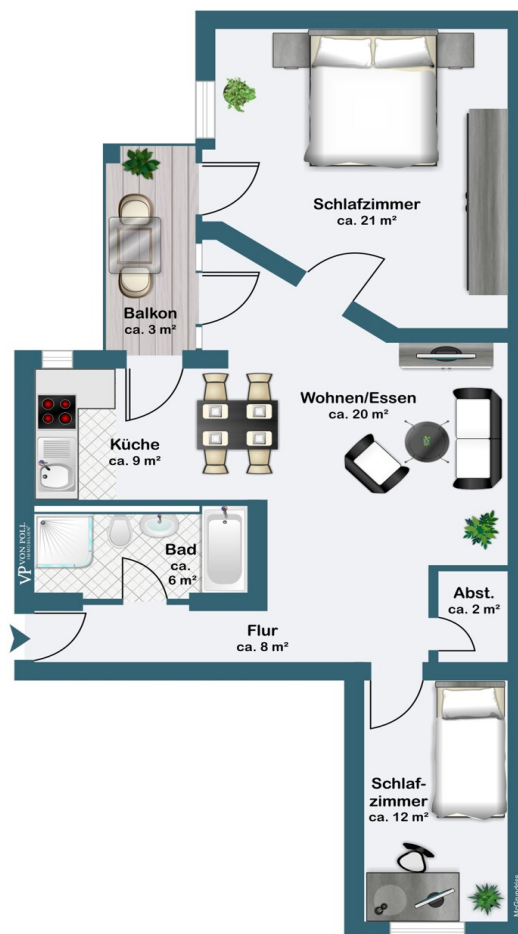 Schlafzimmer
ca. 21 m²
Balkon
ca. 3 m²
Wohnen/Essen
ca. 20 m²
Küche
ca. 9 m²
VP VON POLL
IMMOBILIEN
Bad
ca.
6 m²
Abst.
ca. 2 m²
Flur
ca. 8 m²
Schlaf-
zimmer
ca. 12 m²